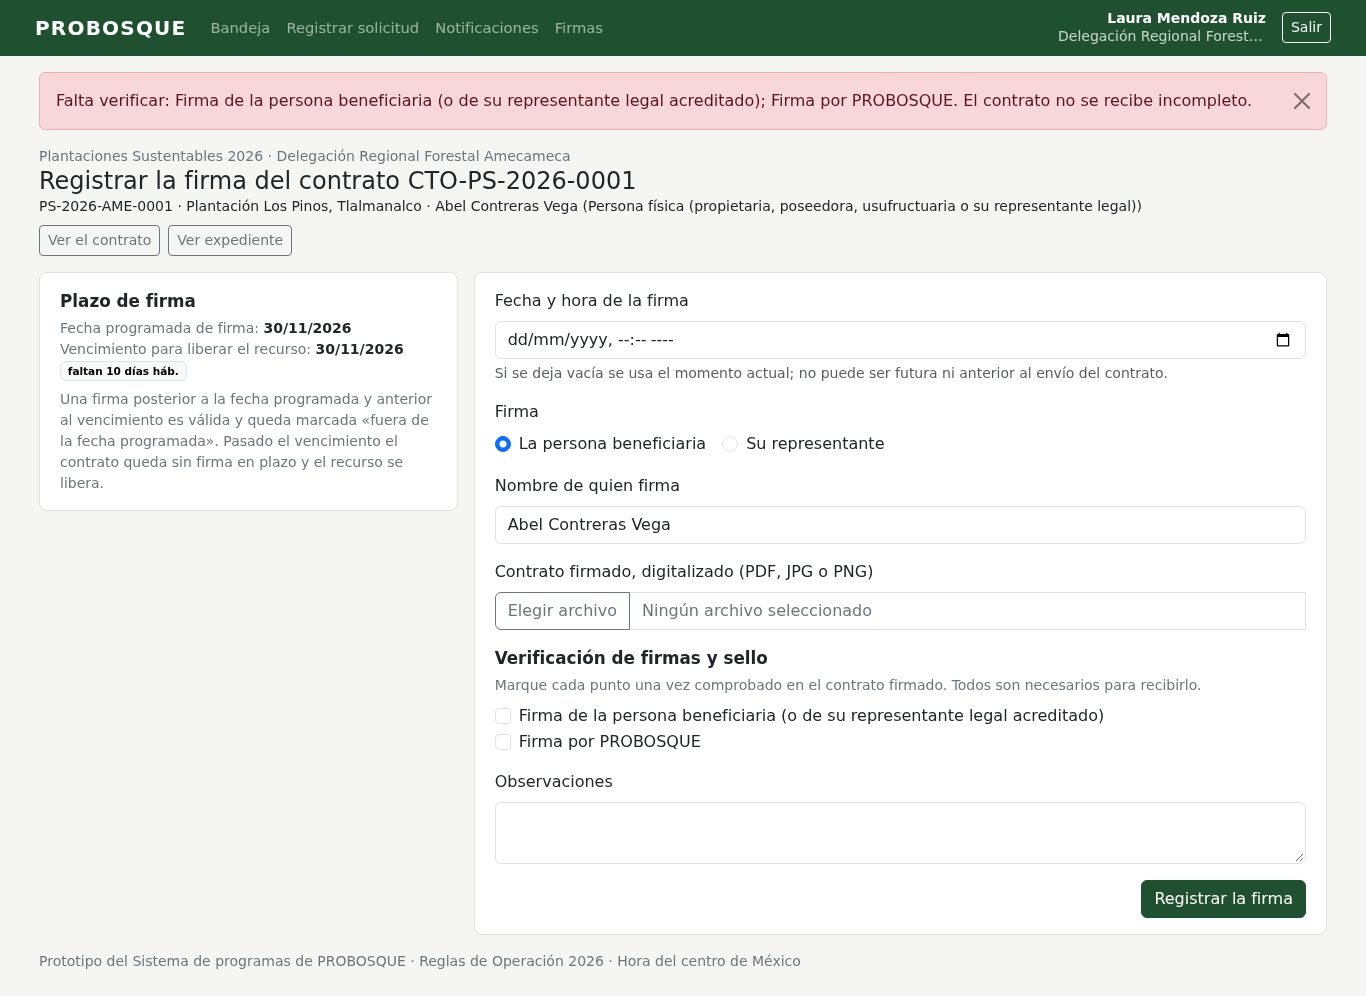 PROBOSQUE Bandeja Registrar solicitud Notificaciones Firmas
Laura Mendoza Ruiz
Delegación Regional Forest…
Salir
Falta verificar: Firma de la persona beneficiaria (o de su representante legal acreditado); Firma por PROBOSQUE. El contrato no se recibe incompleto.
Plantaciones Sustentables 2026 · Delegación Regional Forestal Amecameca
Registrar la firma del contrato CTO-PS-2026-0001
PS-2026-AME-0001 · Plantación Los Pinos, Tlalmanalco · Abel Contreras Vega (Persona física (propietaria, poseedora, usufructuaria o su representante legal))
Ver el contrato Ver expediente
Plazo de firma
Fecha programada de firma: 30/11/2026
Vencimiento para liberar el recurso: 30/11/2026
faltan 10 días háb.
Una firma posterior a la fecha programada y anterior
al vencimiento es válida y queda marcada «fuera de
la fecha programada». Pasado el vencimiento el
contrato queda sin firma en plazo y el recurso se
libera.
Fecha y hora de la firma
dd/mm/yyyy, --:-- ----
Si se deja vacía se usa el momento actual; no puede ser futura ni anterior al envío del contrato.
Firma
La persona beneficiaria Su representante
Nombre de quien firma
Abel Contreras Vega
Contrato firmado, digitalizado (PDF, JPG o PNG)
Elegir archivo Ningún archivo seleccionado
Verificación de firmas y sello
Marque cada punto una vez comprobado en el contrato firmado. Todos son necesarios para recibirlo.
Firma de la persona beneficiaria (o de su representante legal acreditado)
Firma por PROBOSQUE
Observaciones
Registrar la firma
Prototipo del Sistema de programas de PROBOSQUE · Reglas de Operación 2026 · Hora del centro de México